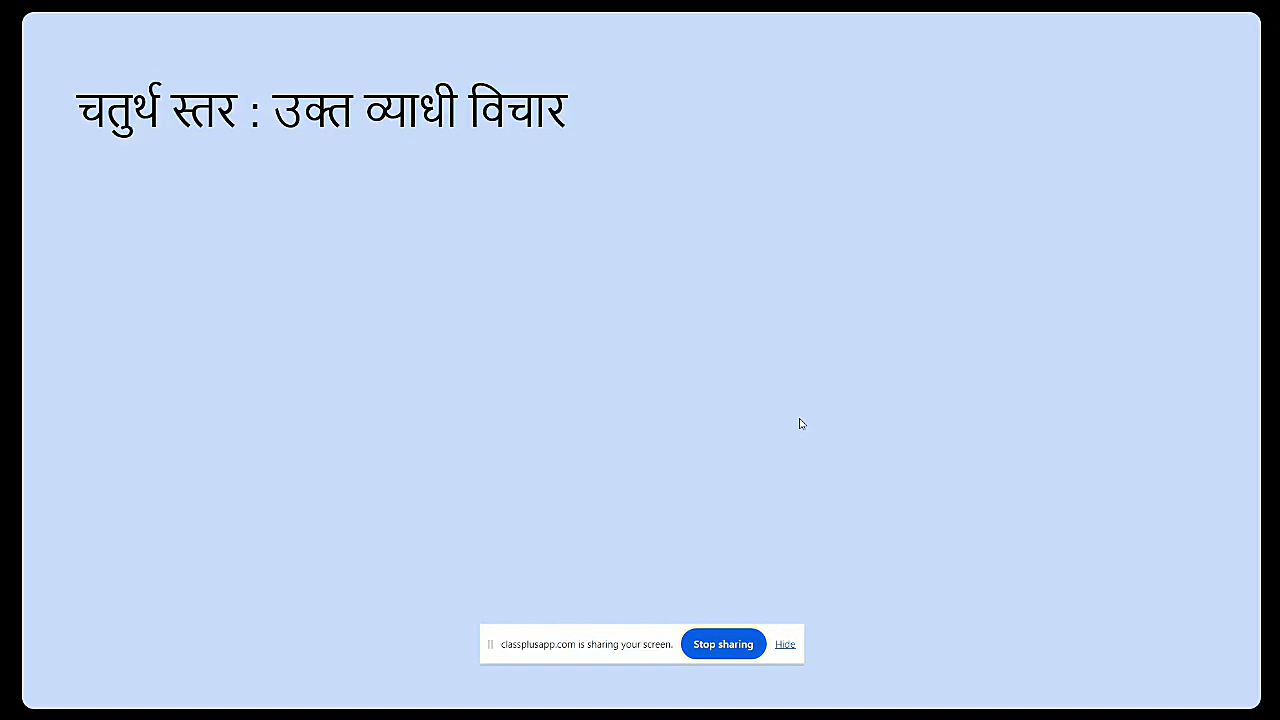 चतुर्थ स्तर : उक्त व्याधी विचार
classplusapp.com is sharing your screen. Stop sharing Hide